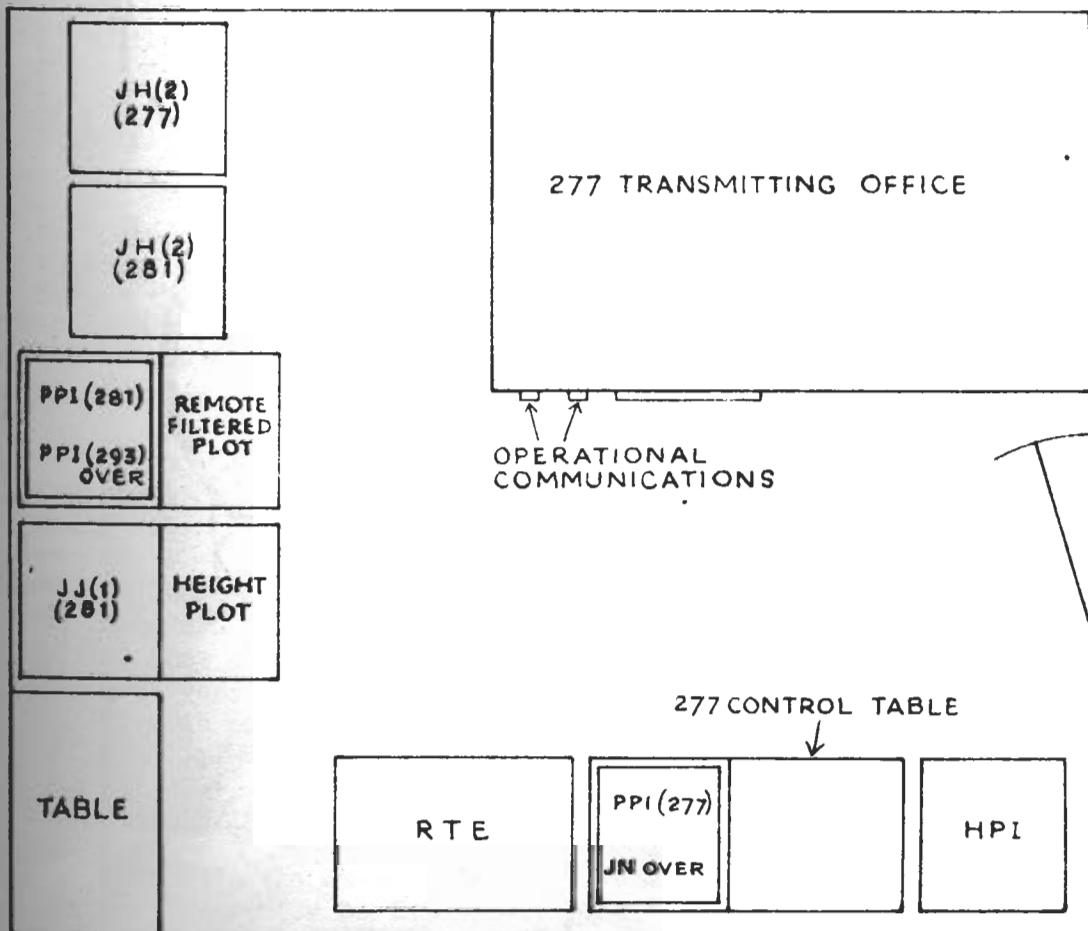 JH(2)
(277)
277 TRANSMITTING OFFICE
JH(2)
(281)
PPI(281)
PPI(293)
OVER
REMOTE
FILTERED
PLOT
OPERATIONAL
COMMUNICATIONS
JJ(1)
(281)
HEIGHT
PLOT
277 CONTROL TABLE
TABLE
RTE
PPI(277)
JN OVER
HPI